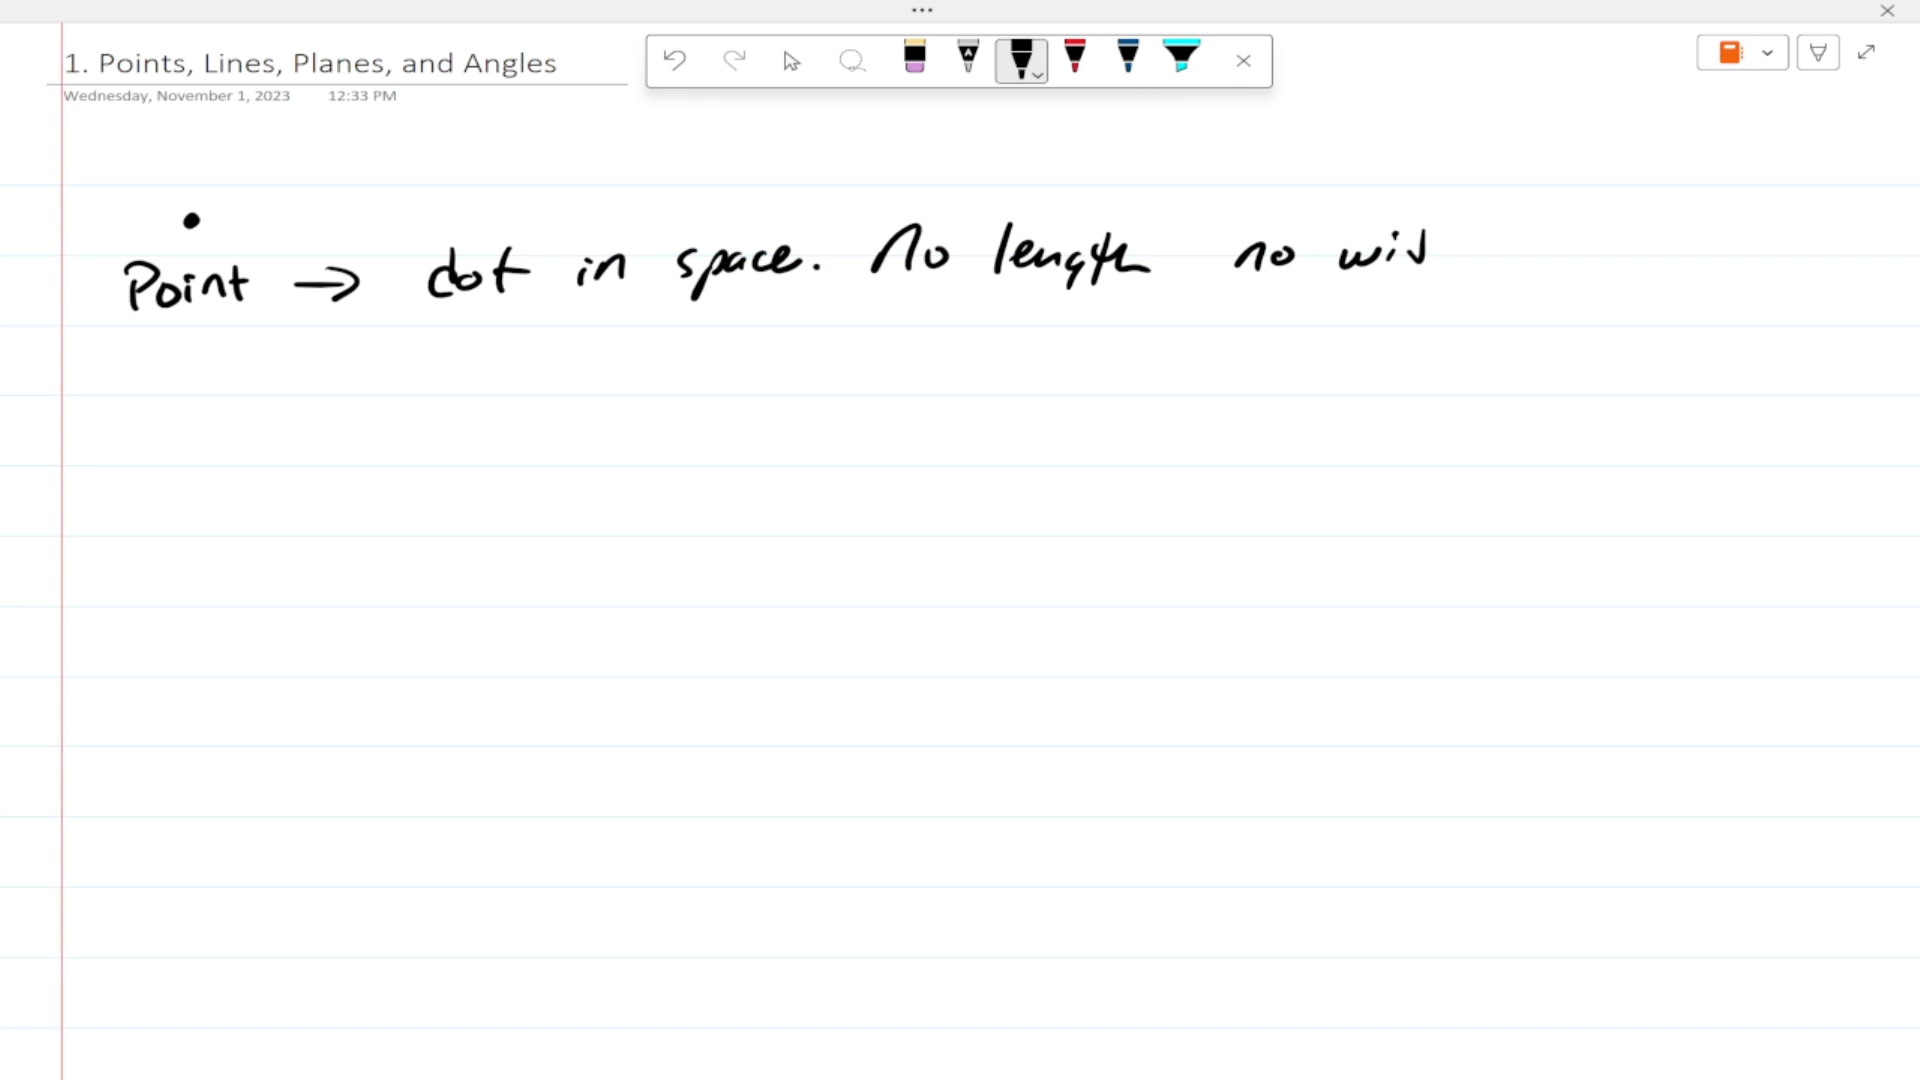 1. Points, Lines, Planes, and Angles
Wednesday, November 1, 2023 12:33 PM
Point → dot in space. No length no wid